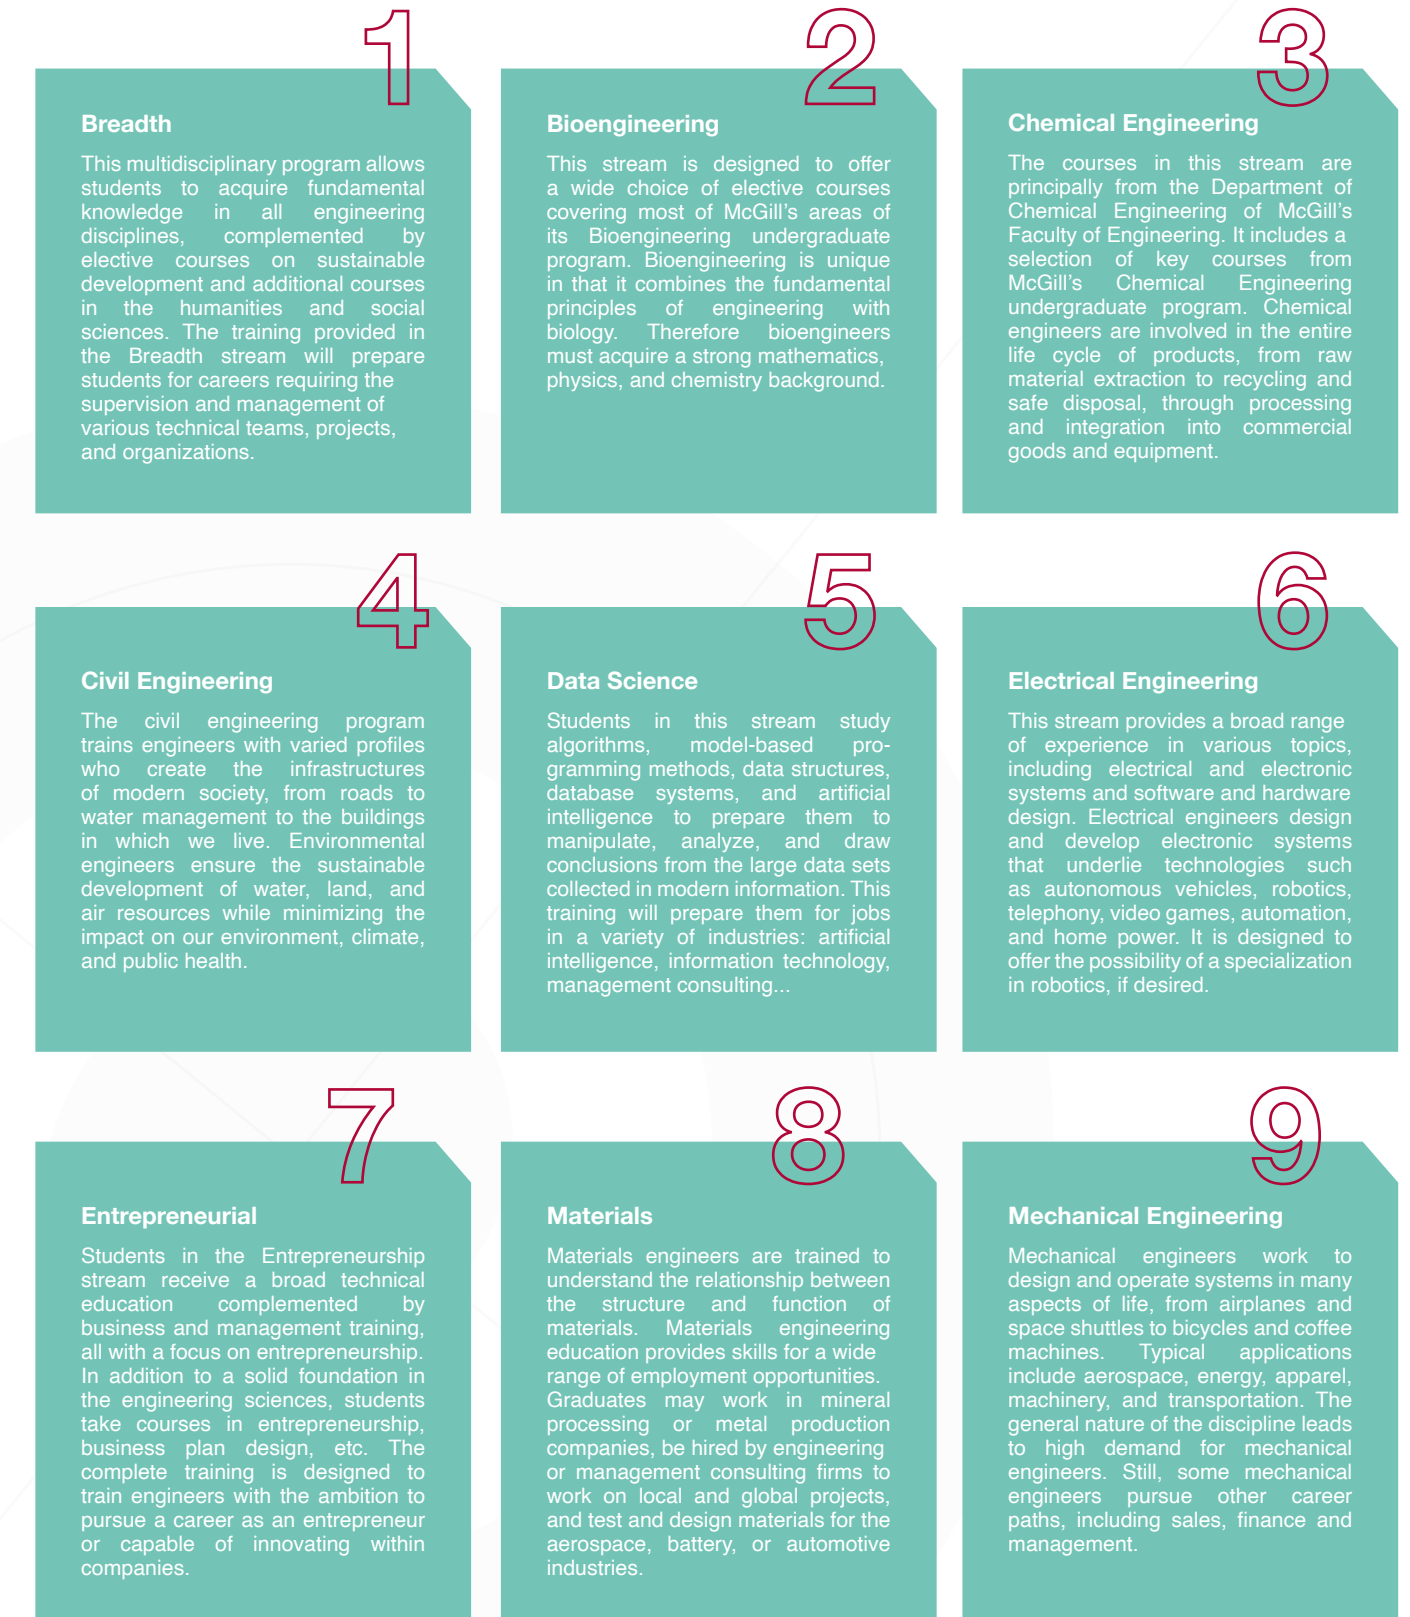 1
Breadth
This multidisciplinary program allows
students to acquire fundamental
knowledge in all engineering
disciplines, complemented by
elective courses on sustainable
development and additional courses
in the humanities and social
sciences. The training provided in
the Breadth stream will prepare
students for careers requiring the
supervision and management of
various technical teams, projects,
and organizations.
2
Bioengineering
This stream is designed to offer
a wide choice of elective courses
covering most of McGill’s areas of
its Bioengineering undergraduate
program. Bioengineering is unique
in that it combines the fundamental
principles of engineering with
biology. Therefore bioengineers
must acquire a strong mathematics,
physics, and chemistry background.
3
Chemical Engineering
The courses in this stream are
principally from the Department of
Chemical Engineering of McGill’s
Faculty of Engineering. It includes a
selection of key courses from
McGill’s Chemical Engineering
undergraduate program. Chemical
engineers are involved in the entire
life cycle of products, from raw
material extraction to recycling and
safe disposal, through processing
and integration into commercial
goods and equipment.
4
Civil Engineering
The civil engineering program
trains engineers with varied profiles
who create the infrastructures
of modern society, from roads to
water management to the buildings
in which we live. Environmental
engineers ensure the sustainable
development of water, land, and
air resources while minimizing the
impact on our environment, climate,
and public health.
5
Data Science
Students in this stream study
algorithms, model-based pro-
gramming methods, data structures,
database systems, and artificial
intelligence to prepare them to
manipulate, analyze, and draw
conclusions from the large data sets
collected in modern information. This
training will prepare them for jobs
in a variety of industries: artificial
intelligence, information technology,
management consulting...
6
Electrical Engineering
This stream provides a broad range
of experience in various topics,
including electrical and electronic
systems and software and hardware
design. Electrical engineers design
and develop electronic systems
that underlie technologies such
as autonomous vehicles, robotics,
telephony, video games, automation,
and home power. It is designed to
offer the possibility of a specialization
in robotics, if desired.
7
Entrepreneurial
Students in the Entrepreneurship
stream receive a broad technical
education complemented by
business and management training,
all with a focus on entrepreneurship.
In addition to a solid foundation in
the engineering sciences, students
take courses in entrepreneurship,
business plan design, etc. The
complete training is designed to
train engineers with the ambition to
pursue a career as an entrepreneur
or capable of innovating within
companies.
8
Materials
Materials engineers are trained to
understand the relationship between
the structure and function of
materials. Materials engineering
education provides skills for a wide
range of employment opportunities.
Graduates may work in mineral
processing or metal production
companies, be hired by engineering
or management consulting firms to
work on local and global projects,
and test and design materials for the
aerospace, battery, or automotive
industries.
9
Mechanical Engineering
Mechanical engineers work to
design and operate systems in many
aspects of life, from airplanes and
space shuttles to bicycles and coffee
machines. Typical applications
include aerospace, energy, apparel,
machinery, and transportation. The
general nature of the discipline leads
to high demand for mechanical
engineers. Still, some mechanical
engineers pursue other career
paths, including sales, finance and
management.